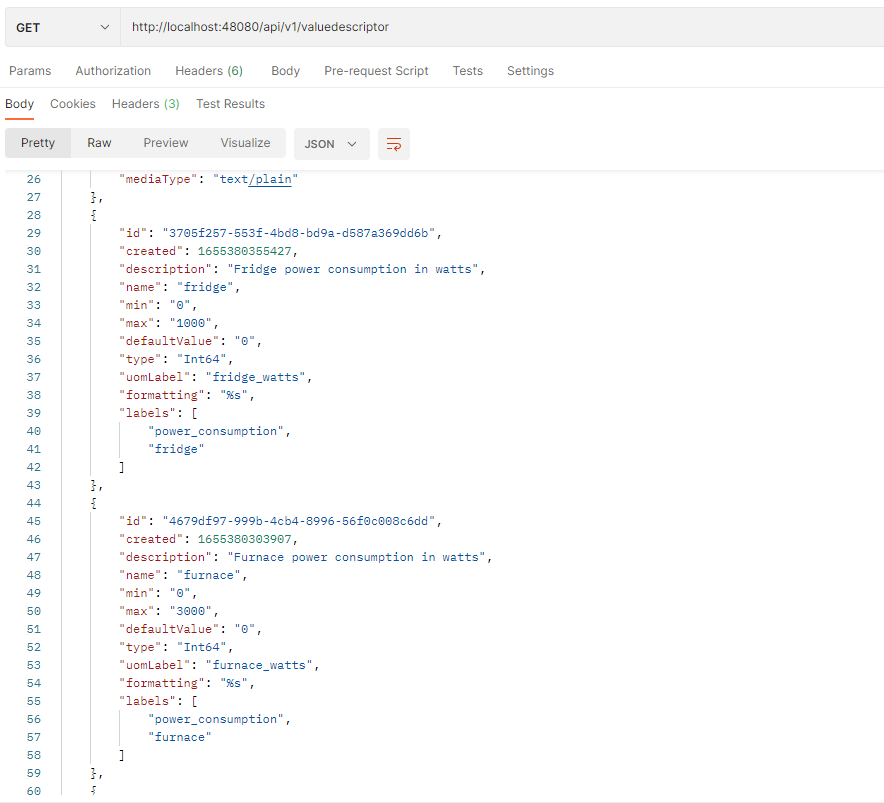 GET http://localhost:48080/api/v1/valuedescriptor
Params Authorization Headers (6) Body Pre-request Script Tests Settings
Body Cookies Headers (3) Test Results
Pretty Raw Preview Visualize JSON
26 "mediaType": "text/plain"
27 },
28 {
29 "id": "3705f257-553f-4bd8-bd9a-d587a369dd6b",
30 "created": 1655380355427,
31 "description": "Fridge power consumption in watts",
32 "name": "fridge",
33 "min": "0",
34 "max": "1000",
35 "defaultValue": "0",
36 "type": "Int64",
37 "uomLabel": "fridge_watts",
38 "formatting": "%s",
39 "labels": [
40 "power_consumption",
41 "fridge"
42 ]
43 },
44 {
45 "id": "4679df97-999b-4cb4-8996-56f0c008c6dd",
46 "created": 1655380303907,
47 "description": "Furnace power consumption in watts",
48 "name": "furnace",
49 "min": "0",
50 "max": "3000",
51 "defaultValue": "0",
52 "type": "Int64",
53 "uomLabel": "furnace_watts",
54 "formatting": "%s",
55 "labels": [
56 "power_consumption",
57 "furnace"
58 ]
59 },
60 {